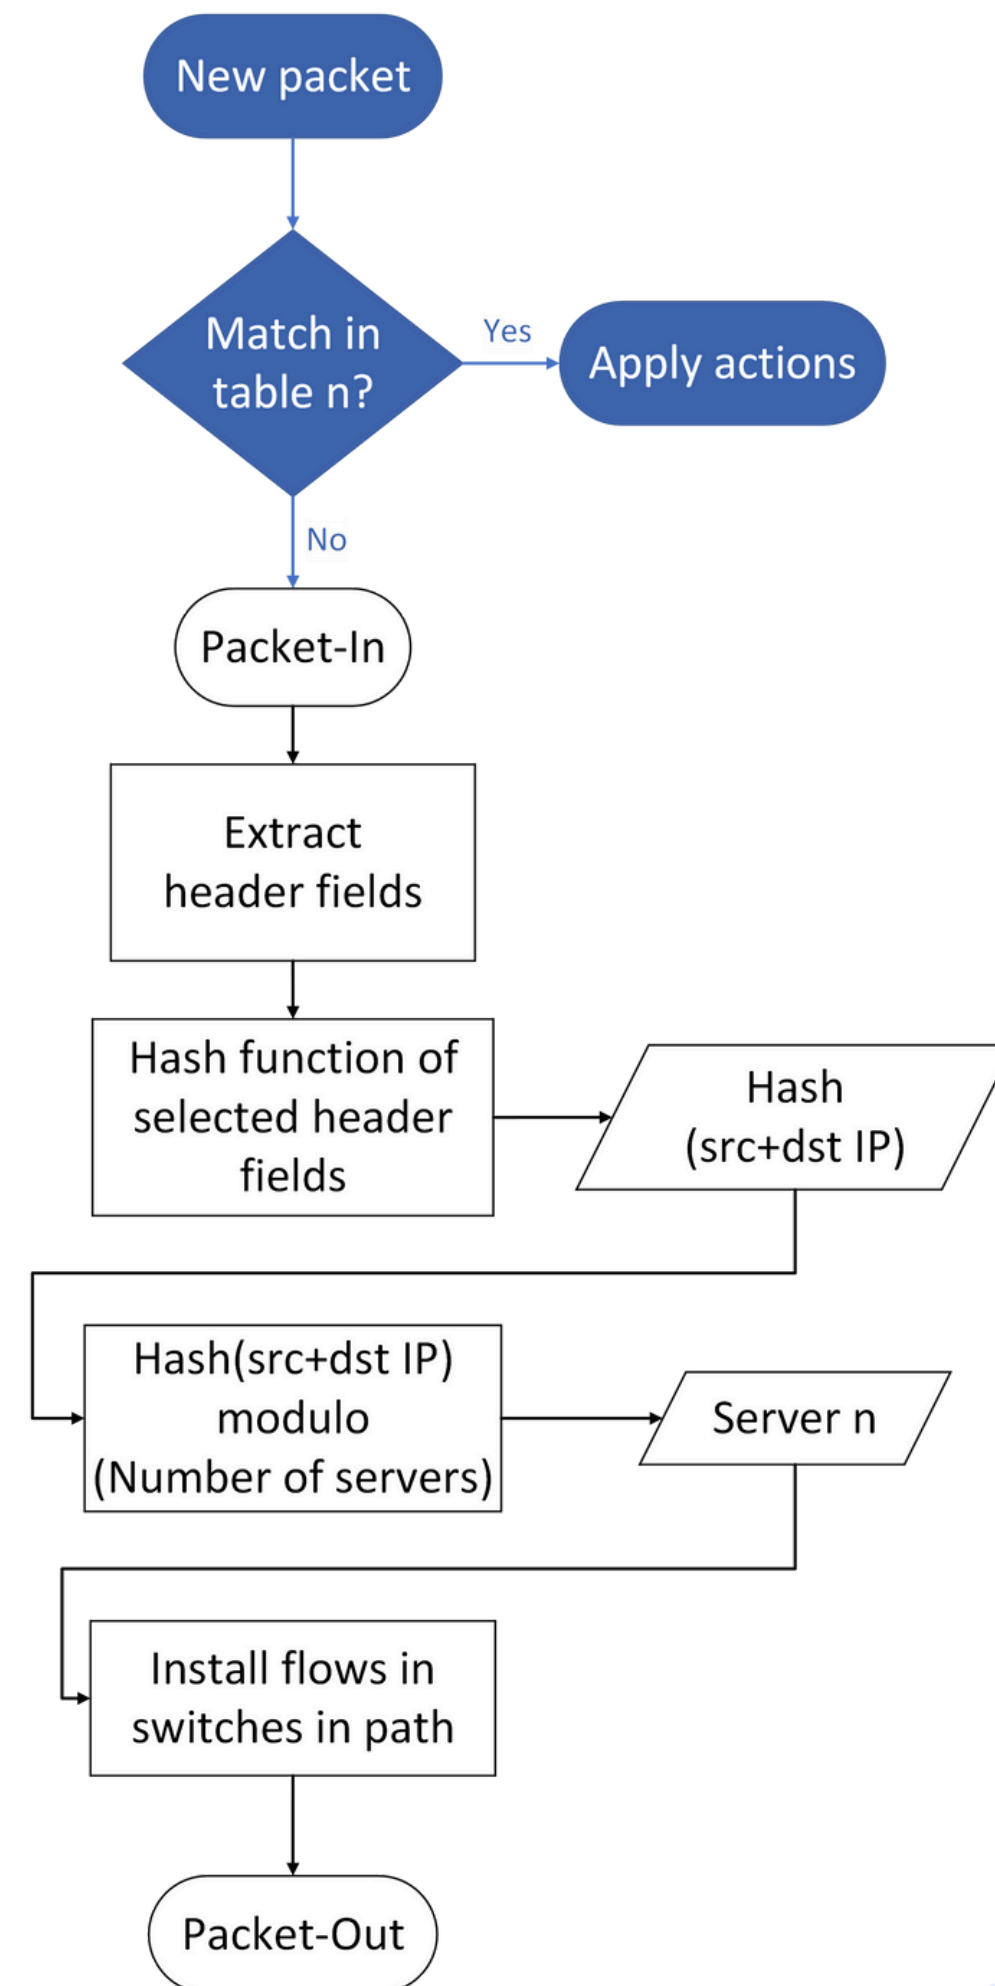 New packet
Match in
table n?
Yes
Apply actions
No
Packet-In
Extract
header fields
Hash function of
selected header
fields
Hash
(src+dst IP)
Hash(src+dst IP)
modulo
(Number of servers)
Server n
Install flows in
switches in path
Packet-Out